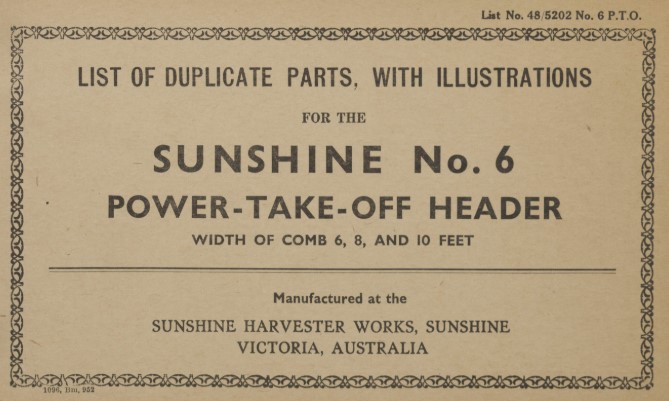 List No. 48/5202 No. 6 P.T.O.
LIST OF DUPLICATE PARTS, WITH ILLUSTRATIONS
FOR THE
SUNSHINE No. 6
POWER-TAKE-OFF HEADER
WIDTH OF COMB 6, 8, AND 10 FEET
Manufactured at the
SUNSHINE HARVESTER WORKS, SUNSHINE
VICTORIA, AUSTRALIA